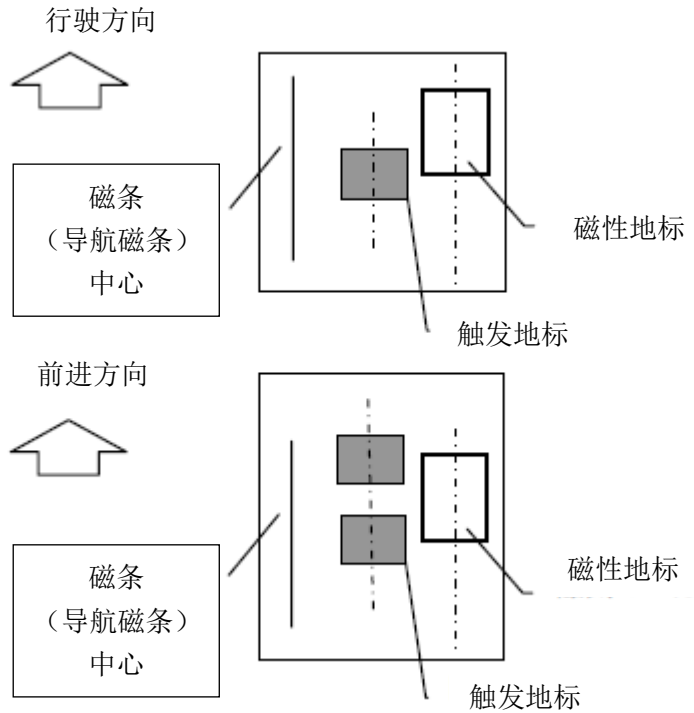 行驶方向
磁条
（导航磁条）
中心
磁性地标
触发地标
前进方向
磁条
（导航磁条）
中心
磁性地标
触发地标